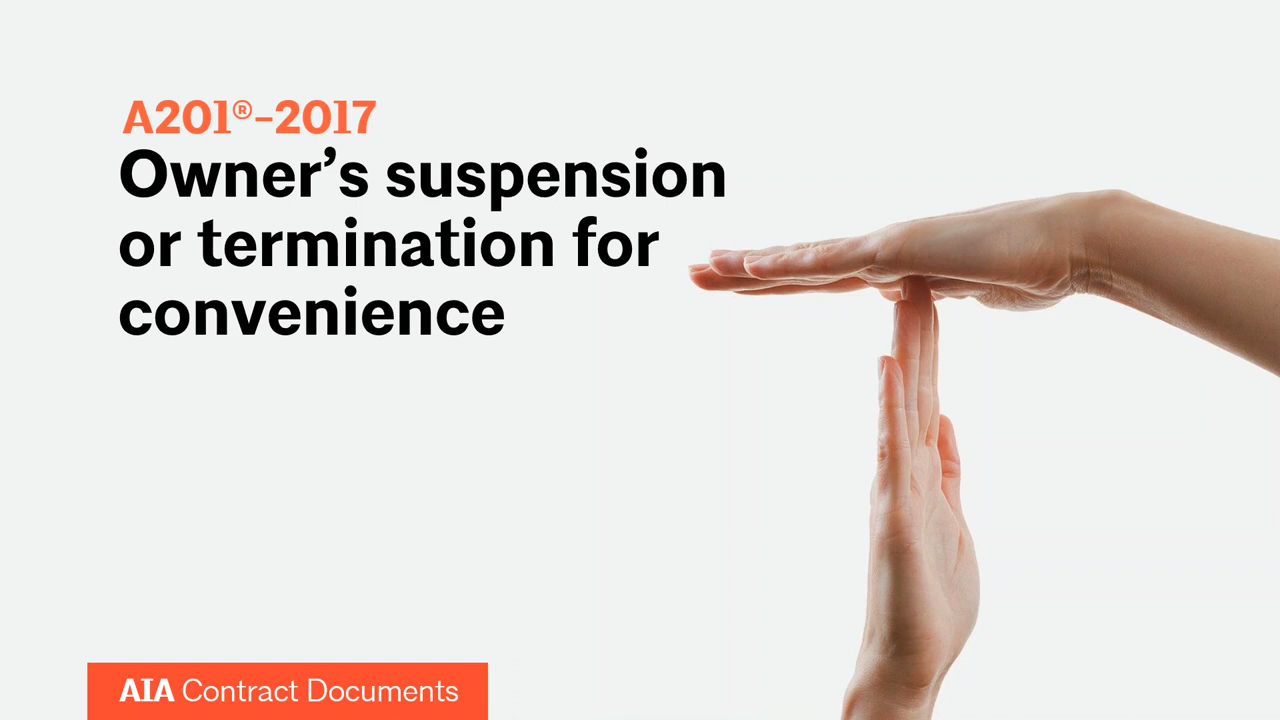 A201®–2017
Owner’s suspension
or termination for
convenience
AIA Contract Documents